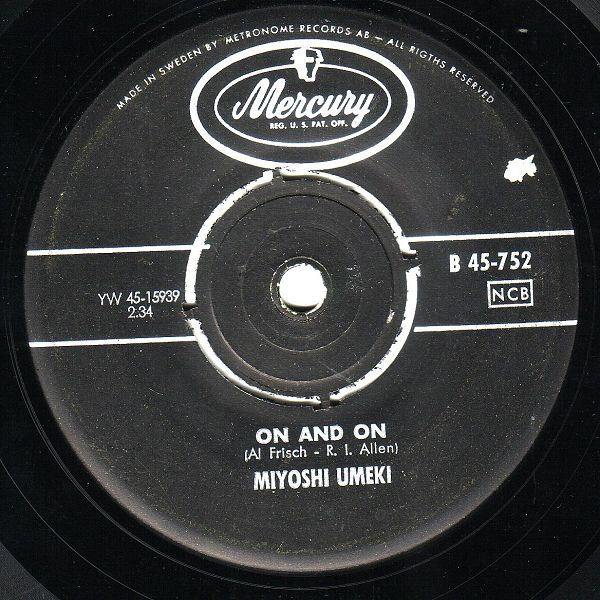 MADE IN SWEDEN BY METRONOME RECORDS AB – ALL RIGTHS RESERVED
Mercury
REG. U. S. PAT. OFF.
B 45-752
NCB
YW 45-15939
2:34
ON AND ON
(Al Frisch - R. I. Allen)
MIYOSHI UMEKI